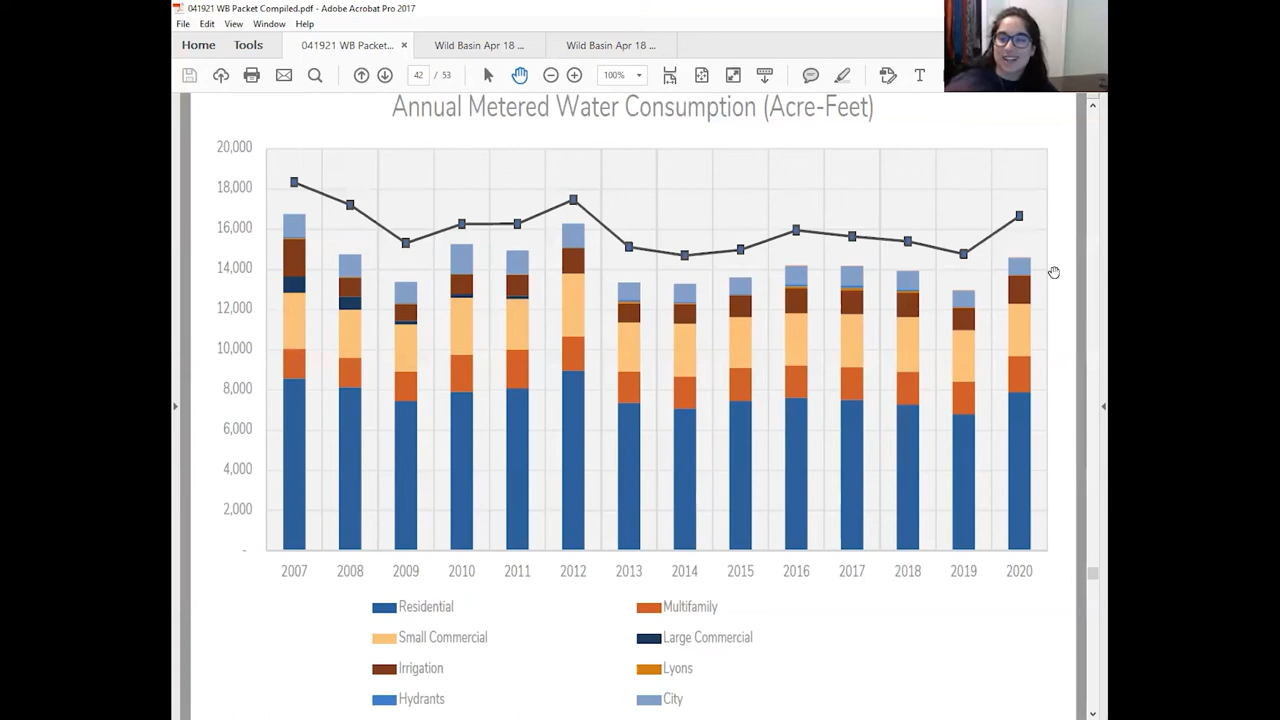 041921 WB Packet Compiled.pdf - Adobe Acrobat Pro 2017
File Edit View Window Help
Home Tools 041921 WB Packet... × Wild Basin Apr 18 ... Wild Basin Apr 18 ...
42 / 53 100%
Annual Metered Water Consumption (Acre-Feet)
20,000
18,000
16,000
14,000
12,000
10,000
8,000
6,000
4,000
2,000
-
2007 2008 2009 2010 2011 2012 2013 2014 2015 2016 2017 2018 2019 2020
Residential Multifamily
Small Commercial Large Commercial
Irrigation Lyons
Hydrants City